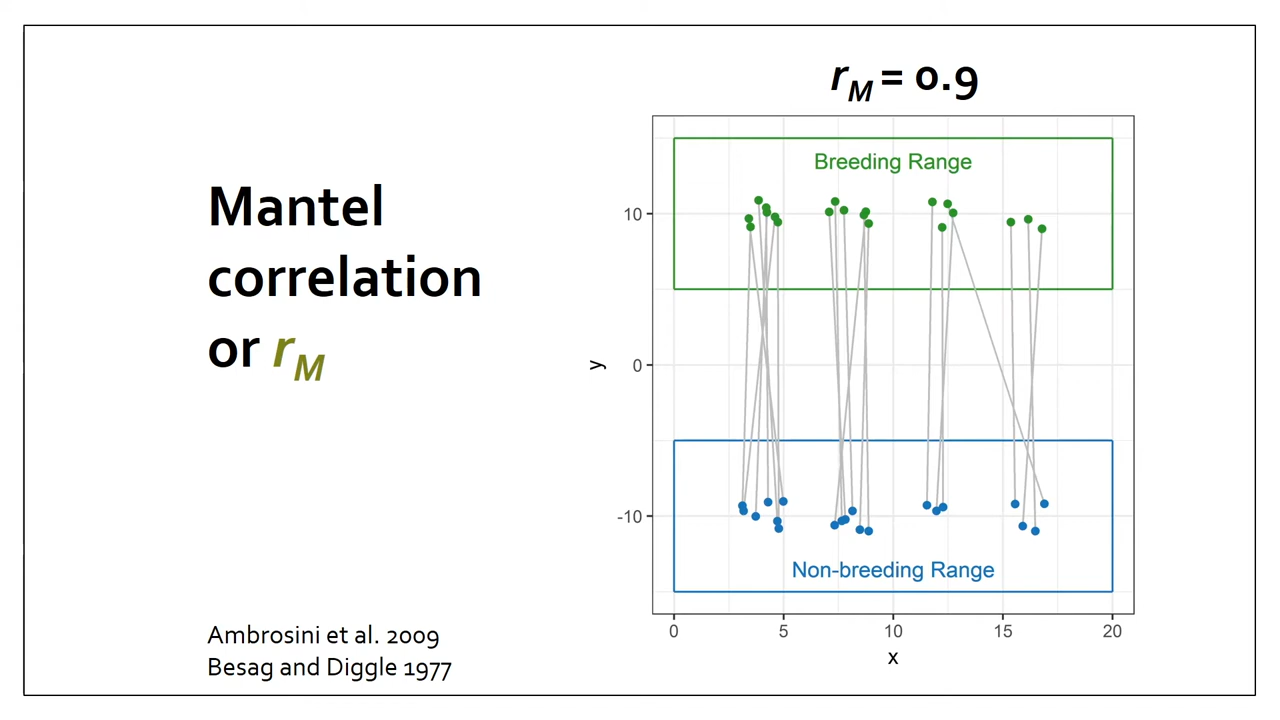 Mantel
correlation
or rM
Ambrosini et al. 2009
Besag and Diggle 1977
rM = 0.9
Breeding Range
Non-breeding Range
10
0
-10
y
0 5 10 15 20
x